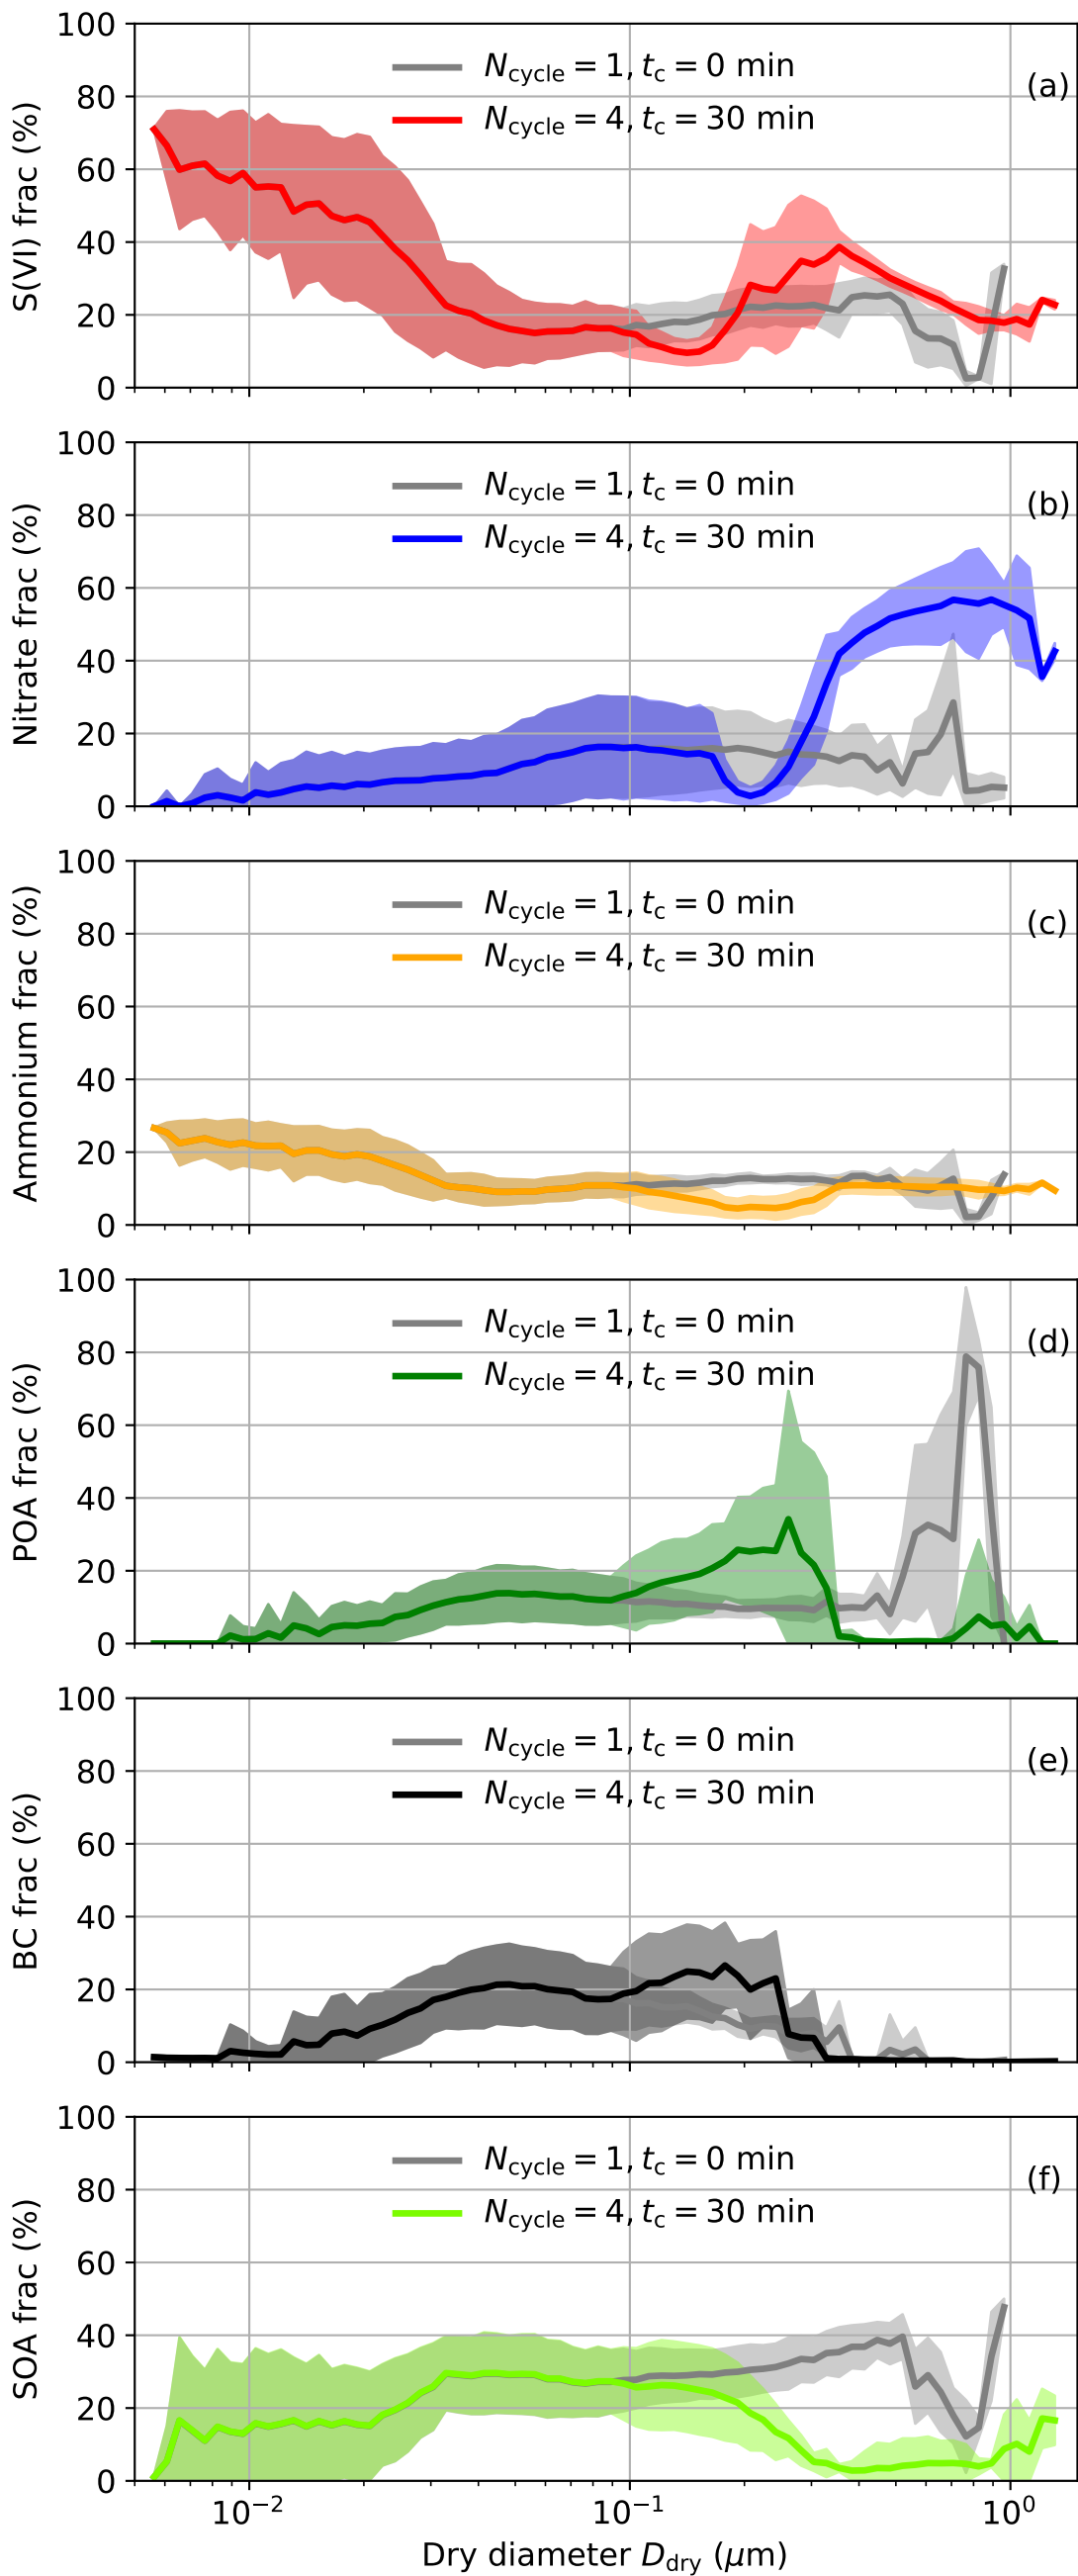 100
80
60
40
20
0
S(VI) frac (%)
N_cycle = 1, t_c = 0 min
N_cycle = 4, t_c = 30 min
(a)
100
80
60
40
20
0
Nitrate frac (%)
N_cycle = 1, t_c = 0 min
N_cycle = 4, t_c = 30 min
(b)
100
80
60
40
20
0
Ammonium frac (%)
N_cycle = 1, t_c = 0 min
N_cycle = 4, t_c = 30 min
(c)
100
80
60
40
20
0
POA frac (%)
N_cycle = 1, t_c = 0 min
N_cycle = 4, t_c = 30 min
(d)
100
80
60
40
20
0
BC frac (%)
N_cycle = 1, t_c = 0 min
N_cycle = 4, t_c = 30 min
(e)
100
80
60
40
20
0
SOA frac (%)
N_cycle = 1, t_c = 0 min
N_cycle = 4, t_c = 30 min
(f)
10⁻² 10⁻¹ 10⁰
Dry diameter D_dry (μm)